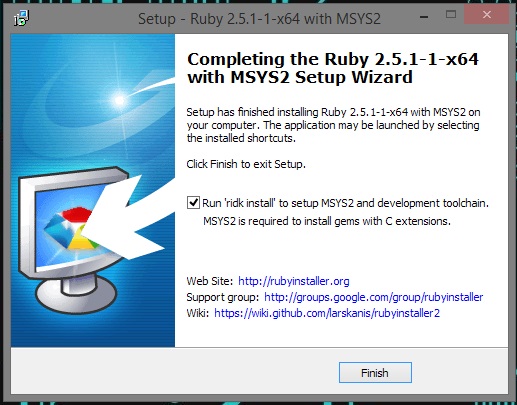 Setup - Ruby 2.5.1-1-x64 with MSYS2
Completing the Ruby 2.5.1-1-x64
with MSYS2 Setup Wizard
Setup has finished installing Ruby 2.5.1-1-x64 with MSYS2 on
your computer. The application may be launched by selecting
the installed shortcuts.
Click Finish to exit Setup.
Run 'ridk install' to setup MSYS2 and development toolchain.
MSYS2 is required to install gems with C extensions.
Web Site: http://rubyinstaller.org
Support group: http://groups.google.com/group/rubyinstaller
Wiki: https://wiki.github.com/larskanis/rubyinstaller2
Finish